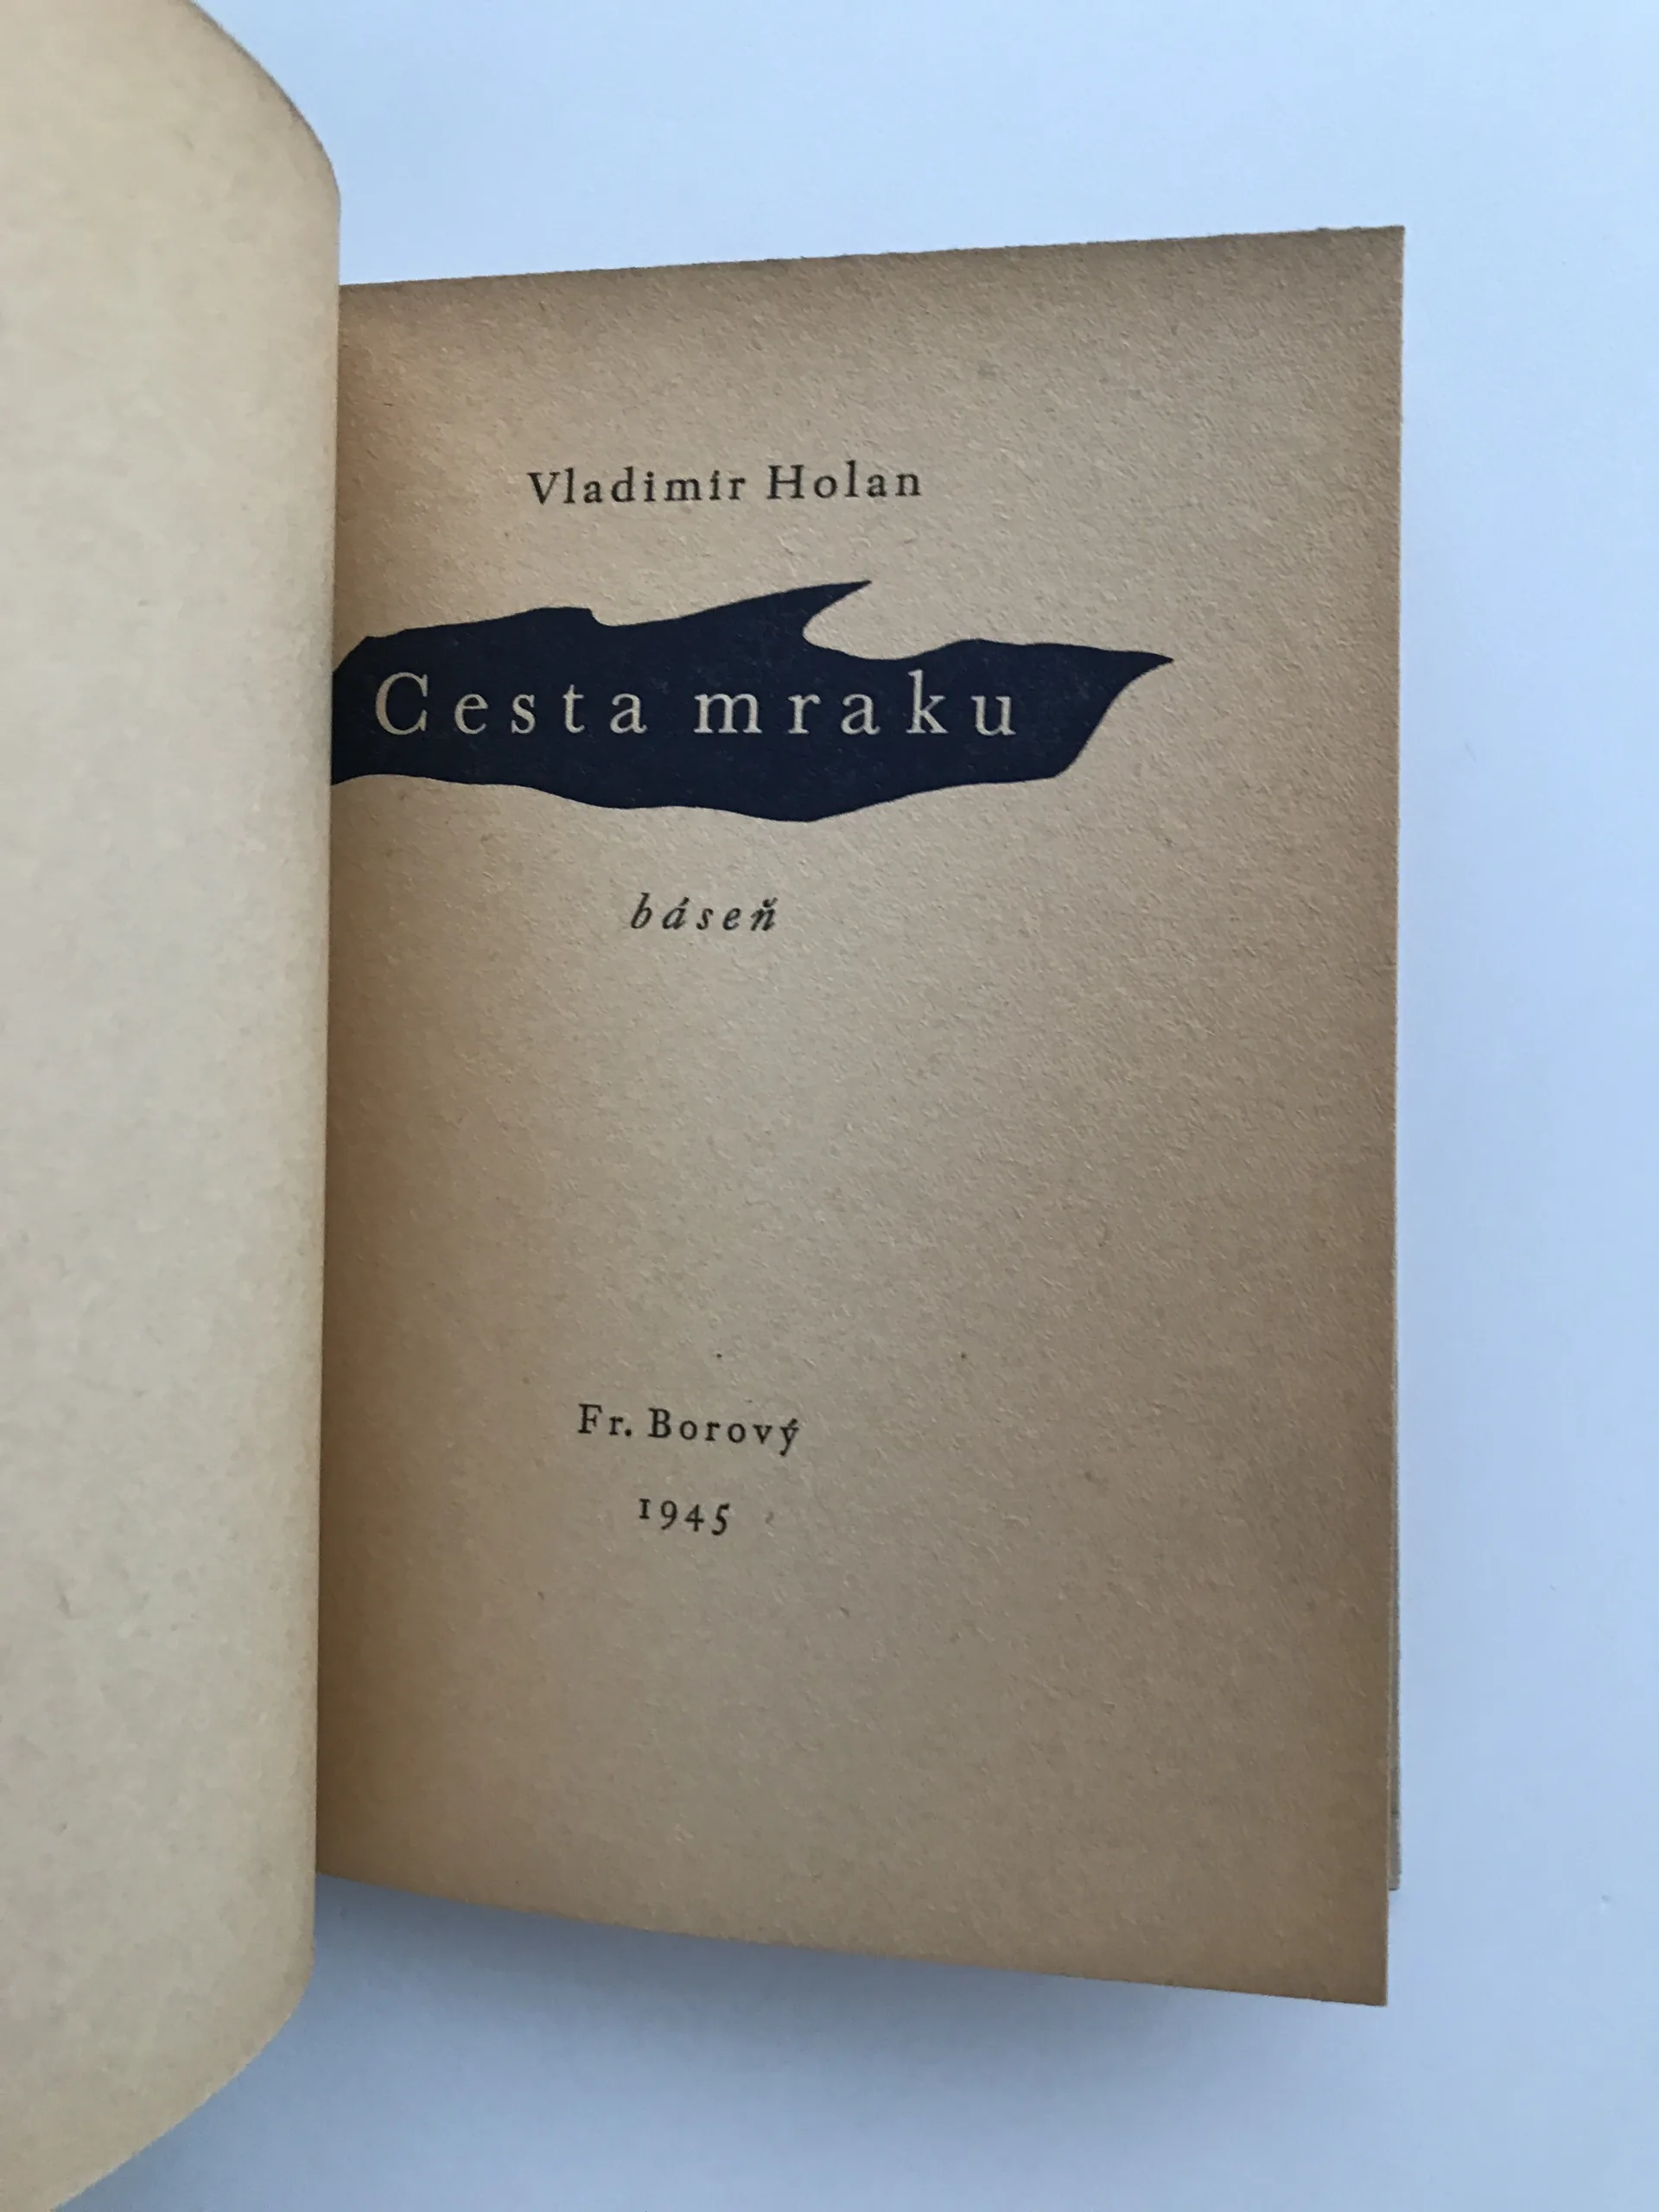 Vladimír Holan
Cesta mraku
báseň
Fr. Borový
1945